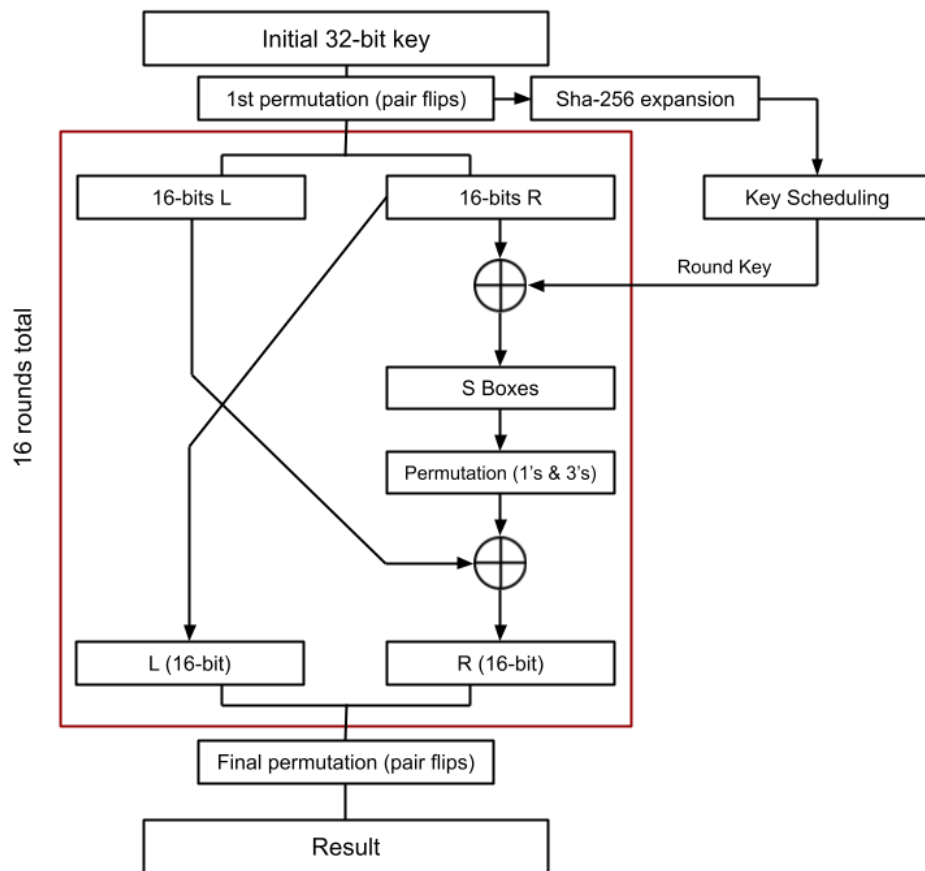 Initial 32-bit key
1st permutation (pair flips)
Sha-256 expansion
16-bits L
16-bits R
Key Scheduling
Round Key
S Boxes
Permutation (1's & 3's)
16 rounds total
L (16-bit)
R (16-bit)
Final permutation (pair flips)
Result